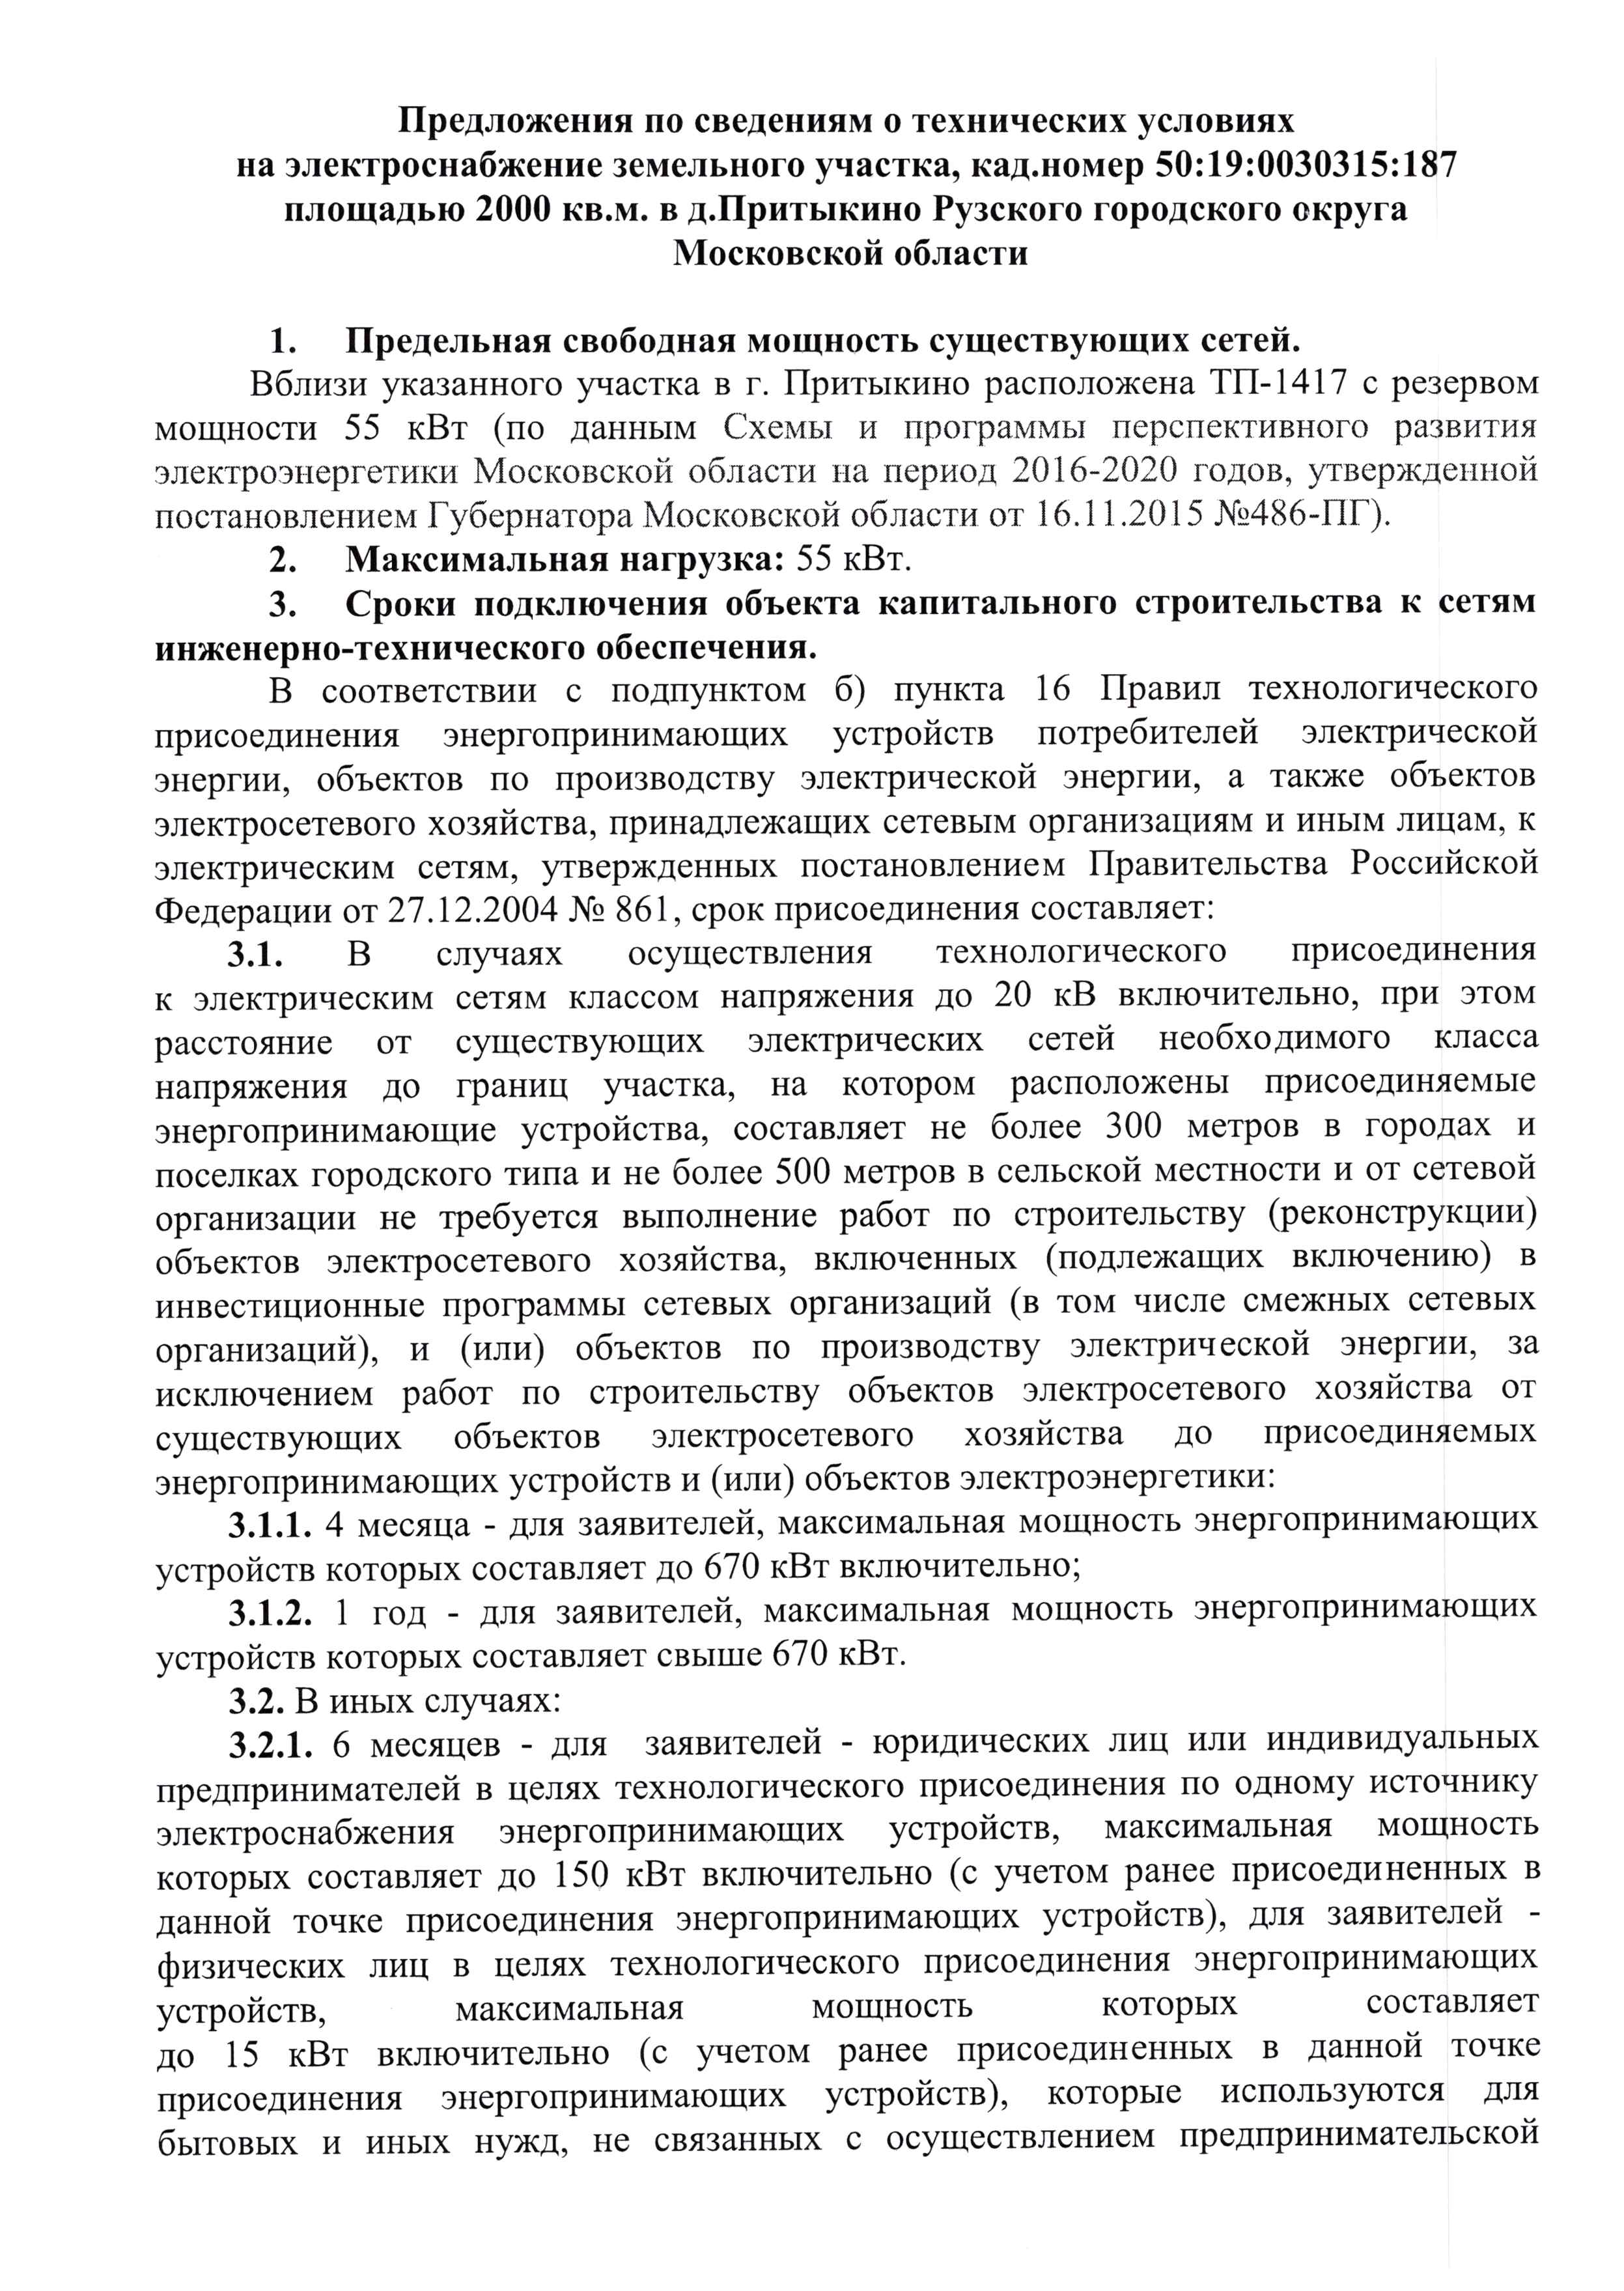 Предложения по сведениям о технических условиях
на электроснабжение земельного участка, кад.номер 50:19:0030315:187
площадью 2000 кв.м. в д.Притыкино Рузского городского округа
Московской области
1. Предельная свободная мощность существующих сетей.
Вблизи указанного участка в г. Притыкино расположена ТП-1417 с резервом
мощности 55 кВт (по данным Схемы и программы перспективного развития
электроэнергетики Московской области на период 2016-2020 годов, утвержденной
постановлением Губернатора Московской области от 16.11.2015 №486-ПГ).
2. Максимальная нагрузка: 55 кВт.
3. Сроки подключения объекта капитального строительства к сетям
инженерно-технического обеспечения.
В соответствии с подпунктом б) пункта 16 Правил технологического
присоединения энергопринимающих устройств потребителей электрической
энергии, объектов по производству электрической энергии, а также объектов
электросетевого хозяйства, принадлежащих сетевым организациям и иным лицам, к
электрическим сетям, утвержденных постановлением Правительства Российской
Федерации от 27.12.2004 № 861, срок присоединения составляет:
3.1. В случаях осуществления технологического присоединения
к электрическим сетям классом напряжения до 20 кВ включительно, при этом
расстояние от существующих электрических сетей необходимого класса
напряжения до границ участка, на котором расположены присоединяемые
энергопринимающие устройства, составляет не более 300 метров в городах и
поселках городского типа и не более 500 метров в сельской местности и от сетевой
организации не требуется выполнение работ по строительству (реконструкции)
объектов электросетевого хозяйства, включенных (подлежащих включению) в
инвестиционные программы сетевых организаций (в том числе смежных сетевых
организаций), и (или) объектов по производству электрической энергии, за
исключением работ по строительству объектов электросетевого хозяйства от
существующих объектов электросетевого хозяйства до присоединяемых
энергопринимающих устройств и (или) объектов электроэнергетики:
3.1.1. 4 месяца - для заявителей, максимальная мощность энергопринимающих
устройств которых составляет до 670 кВт включительно;
3.1.2. 1 год - для заявителей, максимальная мощность энергопринимающих
устройств которых составляет свыше 670 кВт.
3.2. В иных случаях:
3.2.1. 6 месяцев - для заявителей - юридических лиц или индивидуальных
предпринимателей в целях технологического присоединения по одному источнику
электроснабжения энергопринимающих устройств, максимальная мощность
которых составляет до 150 кВт включительно (с учетом ранее присоединенных в
данной точке присоединения энергопринимающих устройств), для заявителей -
физических лиц в целях технологического присоединения энергопринимающих
устройств, максимальная мощность которых составляет
до 15 кВт включительно (с учетом ранее присоединенных в данной точке
присоединения энергопринимающих устройств), которые используются для
бытовых и иных нужд, не связанных с осуществлением предпринимательской